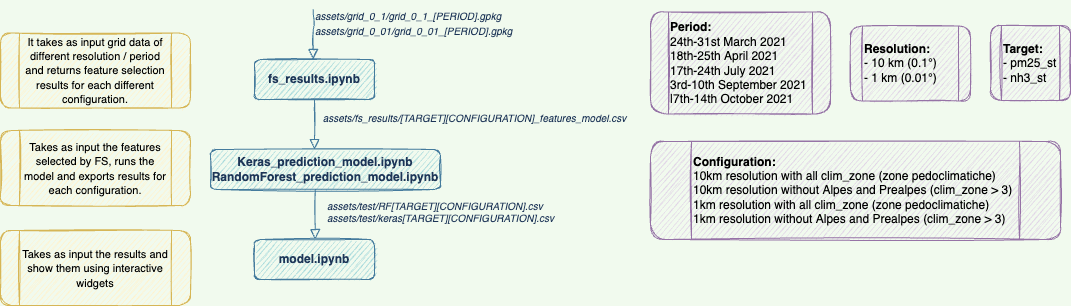 assets/grid_0_1/grid_0_1_[PERIOD].gpkg
assets/grid_0_01/grid_0_01_[PERIOD].gpkg
It takes as input grid data of
different resolution / period
and returns feature selection
results for each different
configuration.
fs_results.ipynb
assets/fs_results/[TARGET][CONFIGURATION]_features_model.csv
Takes as input the features
selected by FS, runs the
model and exports results for
each configuration.
Keras_prediction_model.ipynb
RandomForest_prediction_model.ipynb
assets/test/RF[TARGET][CONFIGURATION].csv
assets/test/keras[TARGET][CONFIGURATION].csv
Takes as input the results and
show them using interactive
widgets
model.ipynb
Period:
24th-31st March 2021
18th-25th April 2021
17th-24th July 2021
3rd-10th September 2021
I7th-14th October 2021
Resolution:
- 10 km (0.1°)
- 1 km (0.01°)
Target:
- pm25_st
- nh3_st
Configuration:
10km resolution with all clim_zone (zone pedoclimatiche)
10km resolution without Alpes and Prealpes (clim_zone > 3)
1km resolution with all clim_zone (zone pedoclimatiche)
1km resolution without Alpes and Prealpes (clim_zone > 3)